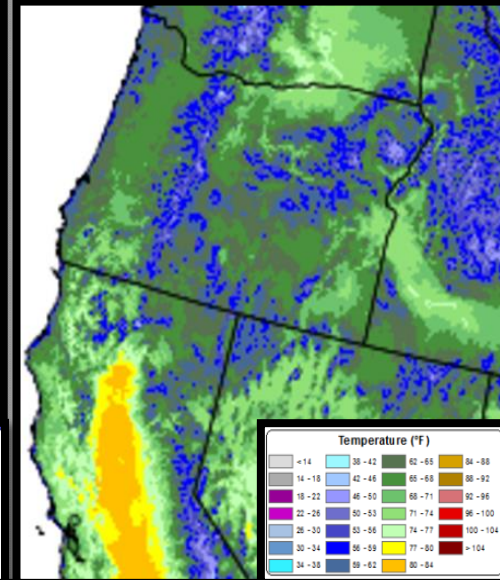 Temperature (°F)
< 14 38 - 42 62 - 65 84 - 88
14 - 18 42 - 46 65 - 68 88 - 92
18 - 22 46 - 50 68 - 71 92 - 96
22 - 26 50 - 53 71 - 74 96 - 100
26 - 30 53 - 56 74 - 77 100 - 104
30 - 34 56 - 59 77 - 80 > 104
34 - 38 59 - 62 80 - 84